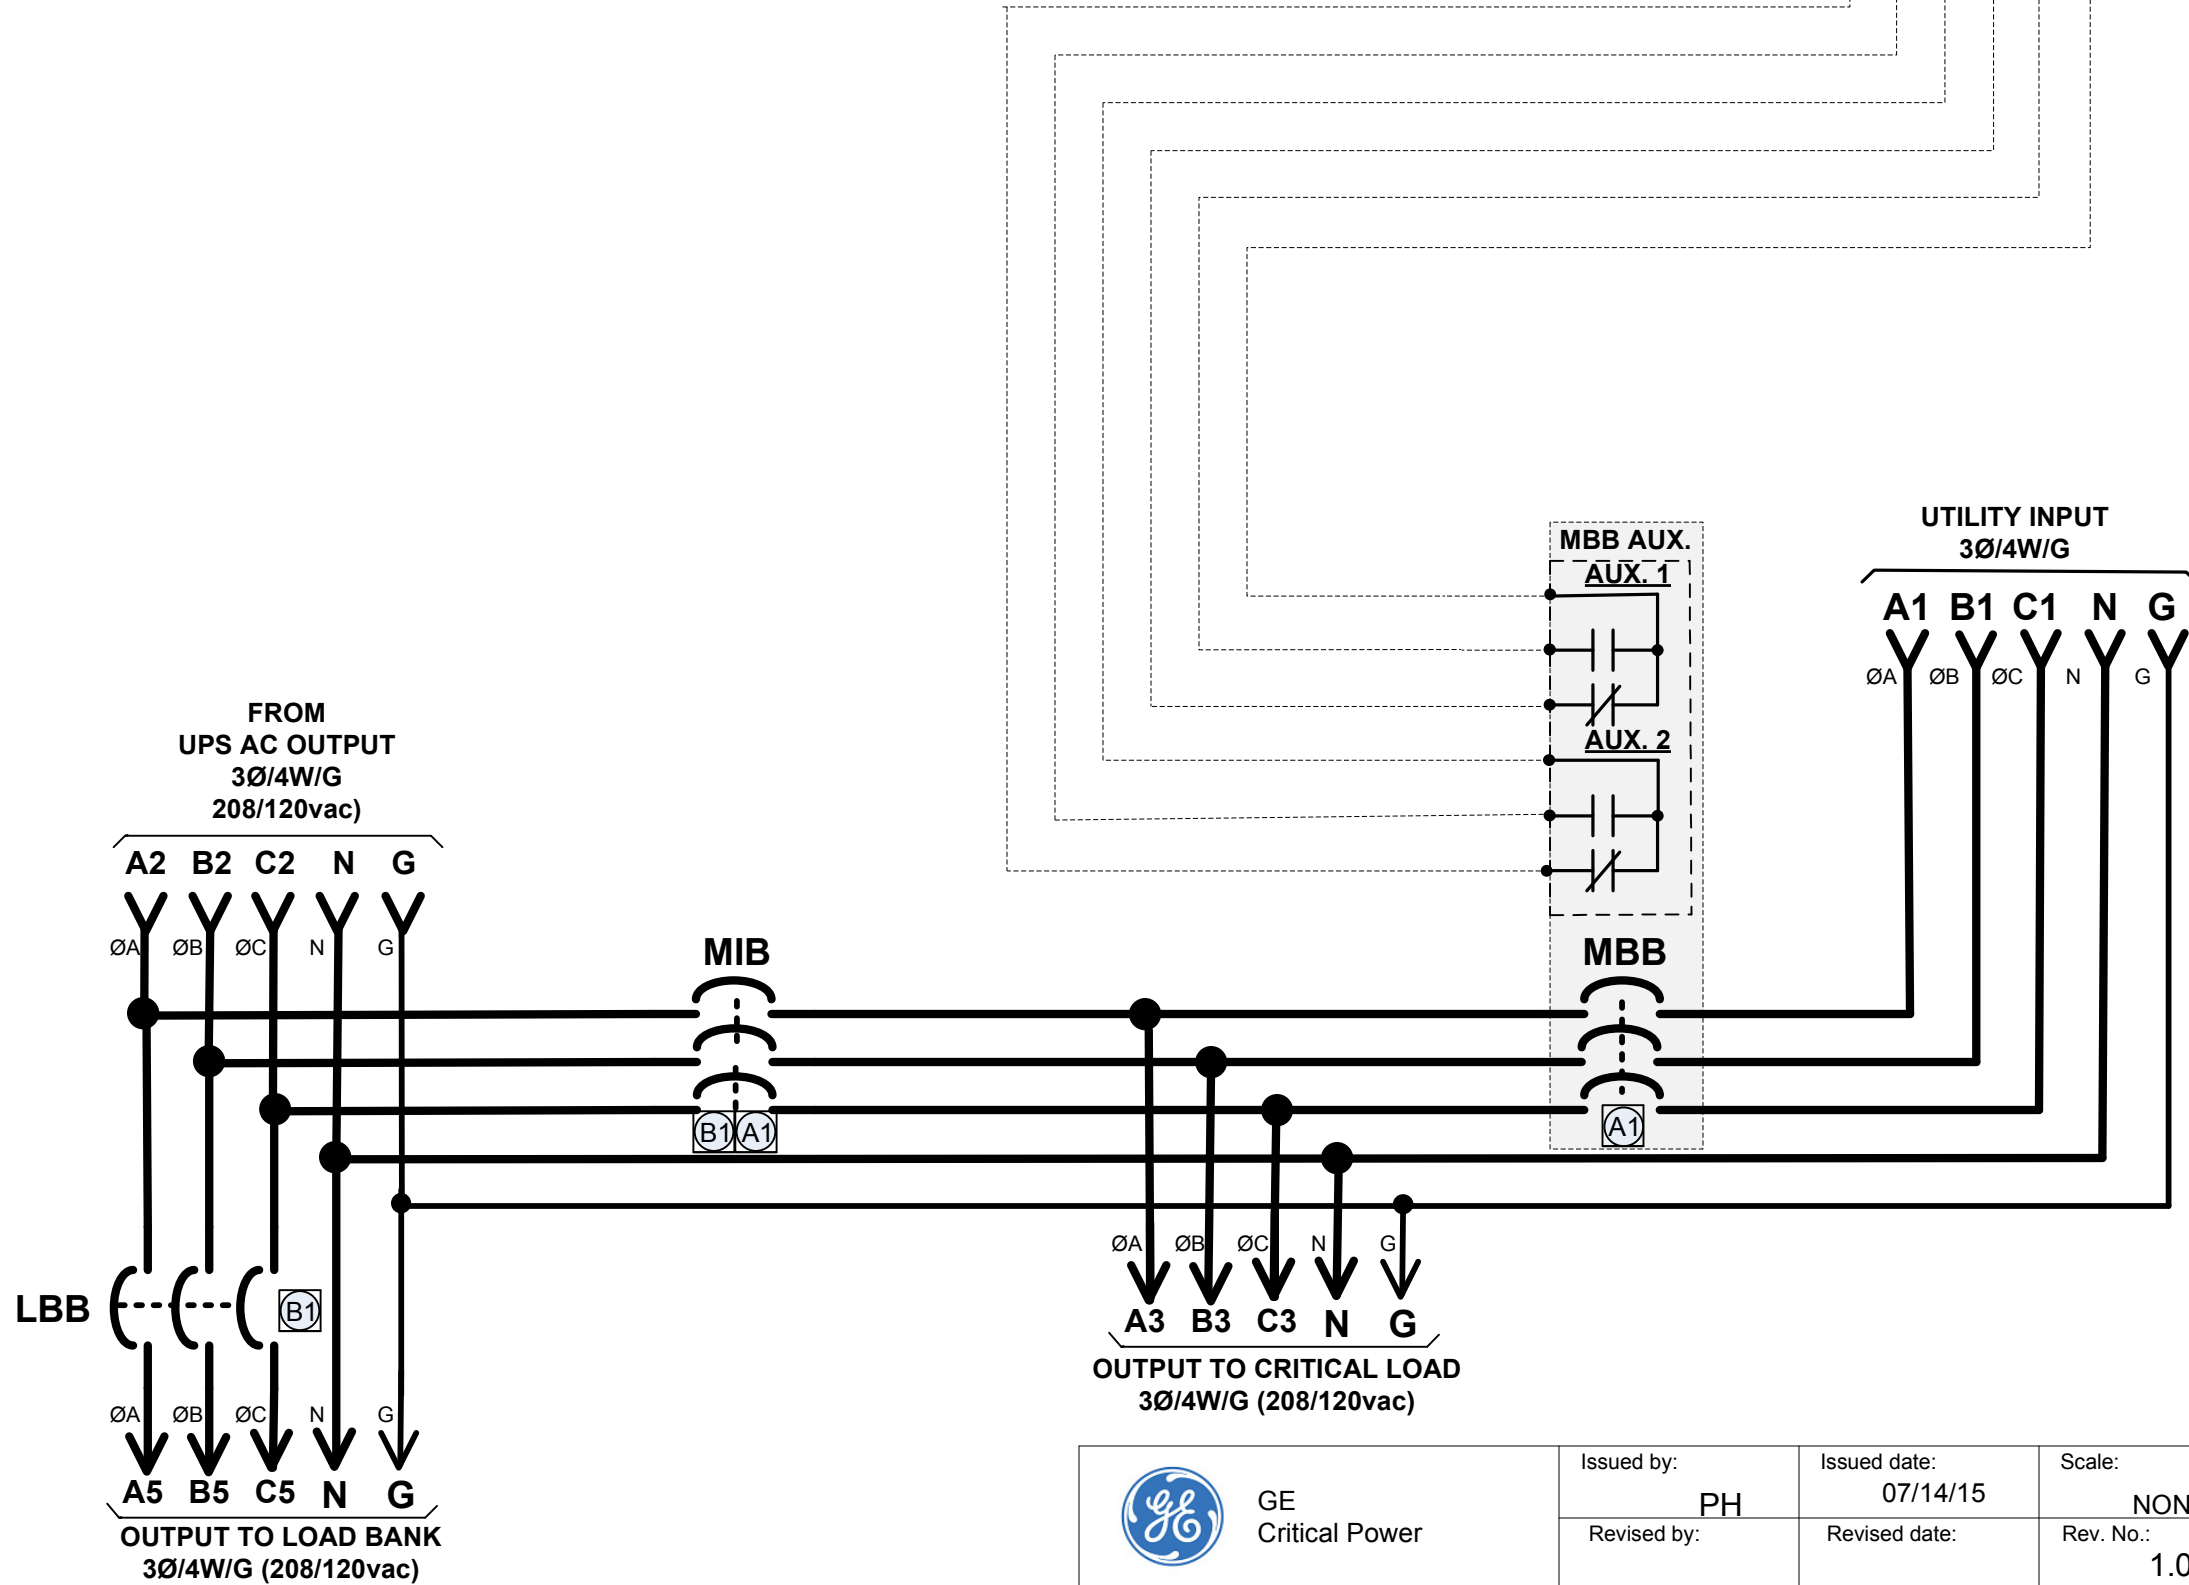 MBB AUX.
AUX. 1
AUX. 2
MBB
A1
UTILITY INPUT
3Ø/4W/G
A1 B1 C1 N G
ØA ØB ØC N G
FROM
UPS AC OUTPUT
3Ø/4W/G
208/120vac)
A2 B2 C2 N G
ØA ØB ØC N G
MIB
B1 A1
LBB
B1
ØA ØB ØC N G
A5 B5 C5 N G
OUTPUT TO LOAD BANK
3Ø/4W/G (208/120vac)
ØA ØB ØC N G
A3 B3 C3 N G
OUTPUT TO CRITICAL LOAD
3Ø/4W/G (208/120vac)
GE
GE
Critical Power
Issued by:
PH
Issued date:
07/14/15
Scale:
NON
Revised by:
Revised date:
Rev. No.:
1.0